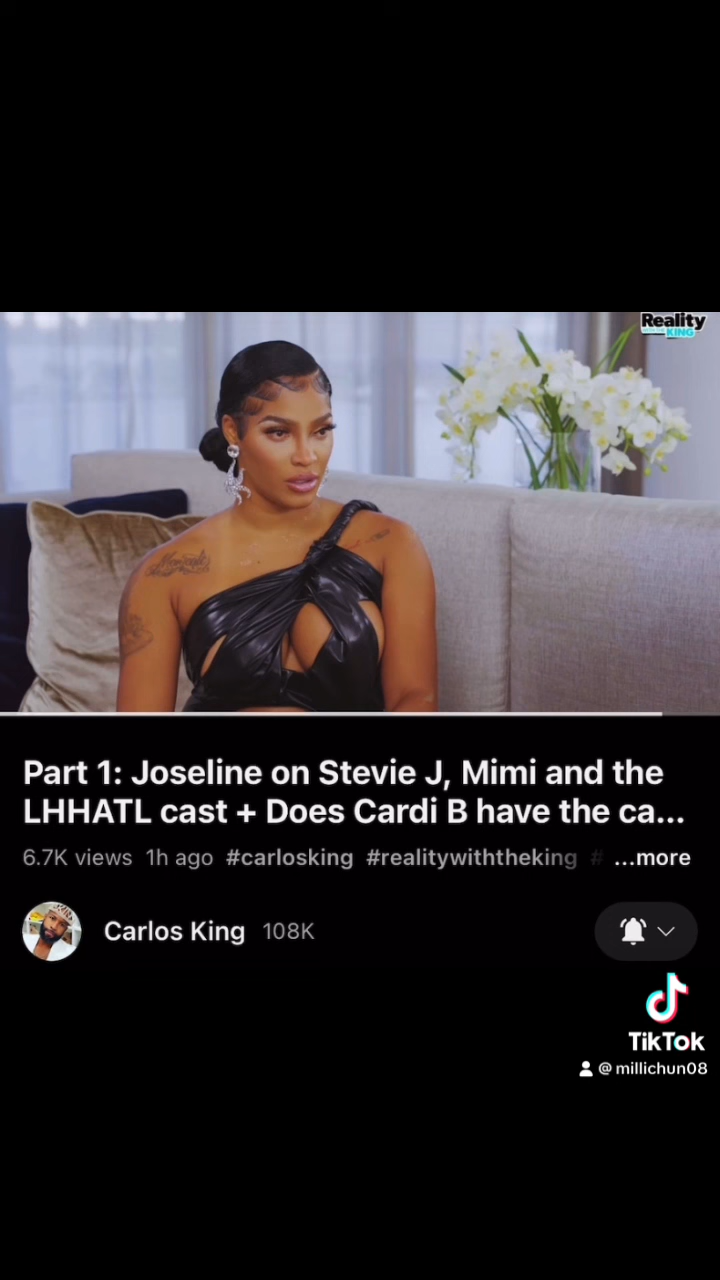 Reality
KING
Part 1: Joseline on Stevie J, Mimi and the
LHHATL cast + Does Cardi B have the ca...
6.7K views 1h ago #carlosking #realitywiththeking # ...more
Carlos King 108K
TikTok
@ millichun08